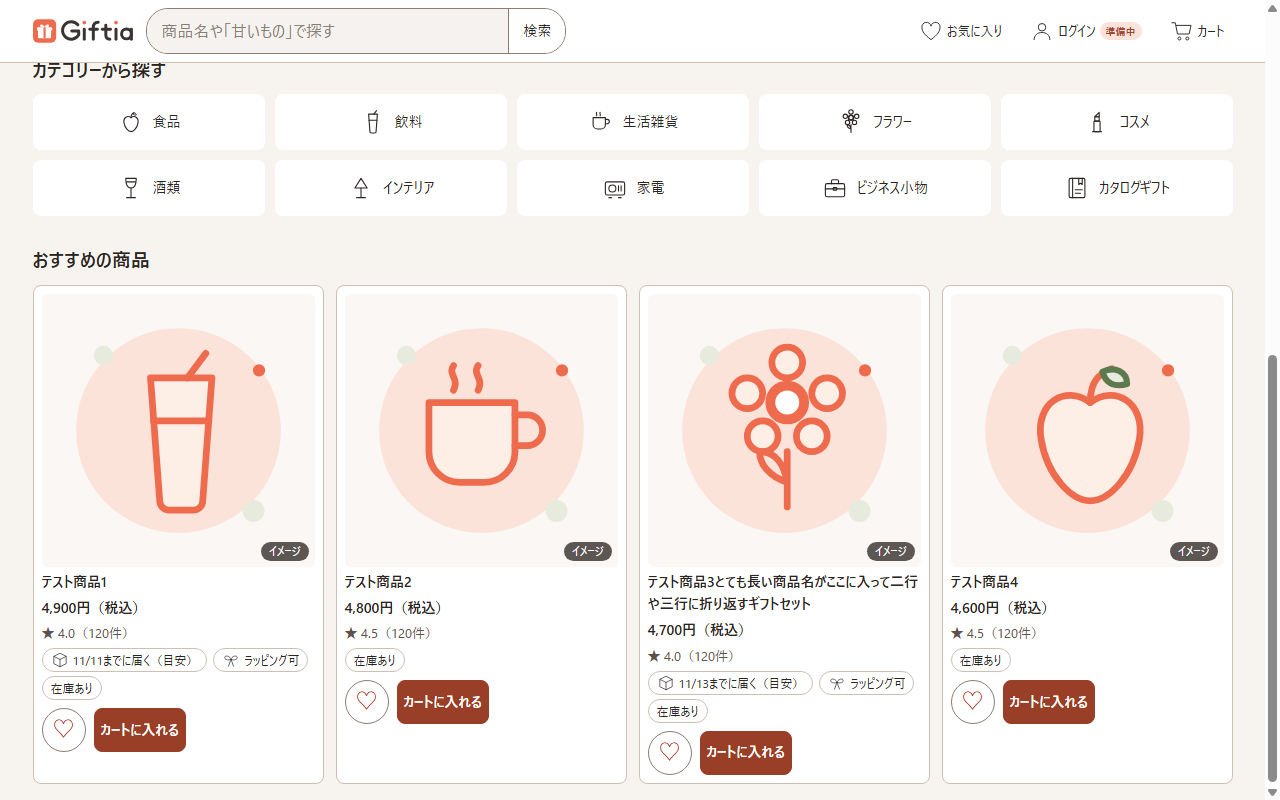 Giftia
商品名や「甘いもの」で探す
検索
お気に入り
ログイン
準備中
カート
カテゴリーから探す
食品
飲料
生活雑貨
フラワー
コスメ
酒類
インテリア
家電
ビジネス小物
カタログギフト
おすすめの商品
イメージ
テスト商品1
4,900円（税込）
★ 4.0（120件）
11/11までに届く（目安）
ラッピング可
在庫あり
カートに入れる
イメージ
テスト商品2
4,800円（税込）
★ 4.5（120件）
在庫あり
カートに入れる
イメージ
テスト商品3とても長い商品名がここに入って二行
や三行に折り返すギフトセット
4,700円（税込）
★ 4.0（120件）
11/13までに届く（目安）
ラッピング可
在庫あり
カートに入れる
イメージ
テスト商品4
4,600円（税込）
★ 4.5（120件）
在庫あり
カートに入れる